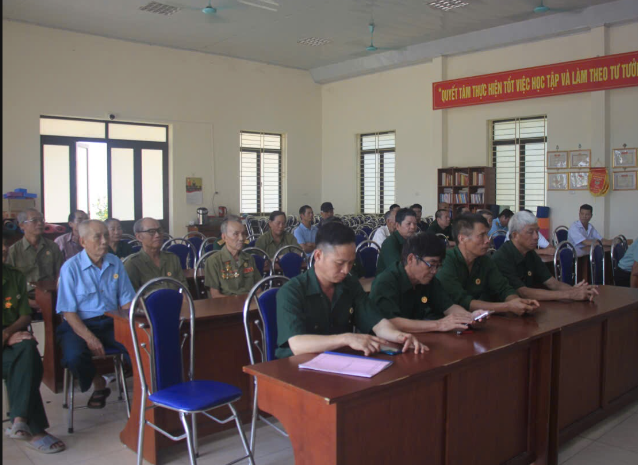 "QUYẾT TÂM THỰC HIỆN TỐT VIỆC HỌC TẬP VÀ LÀM THEO TƯ TƯỞ